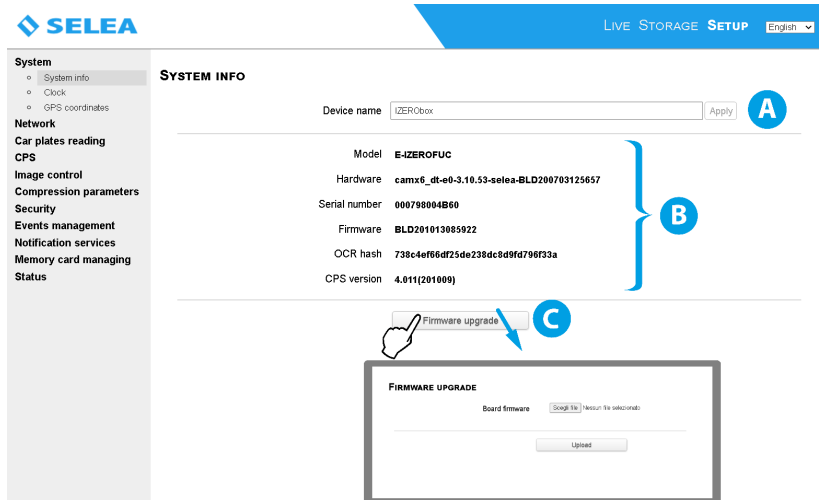 SELEA
LIVE STORAGE SETUP English
System
System info
Clock
GPS coordinates
Network
Car plates reading
CPS
Image control
Compression parameters
Security
Events management
Notification services
Memory card managing
Status
SYSTEM INFO
Device name IZERObox Apply A
Model E-IZEROFUC
Hardware camx6_dt-e0-3.10.53-selea-BLD200703125657
Serial number 000798004B60
Firmware BLD201013085922
OCR hash 738c4ef66df25de238dc8d9fd796f33a
CPS version 4.011(201009)
B
Firmware upgrade C
FIRMWARE UPGRADE
Board firmware Scegli file Nessun file selezionato
Upload